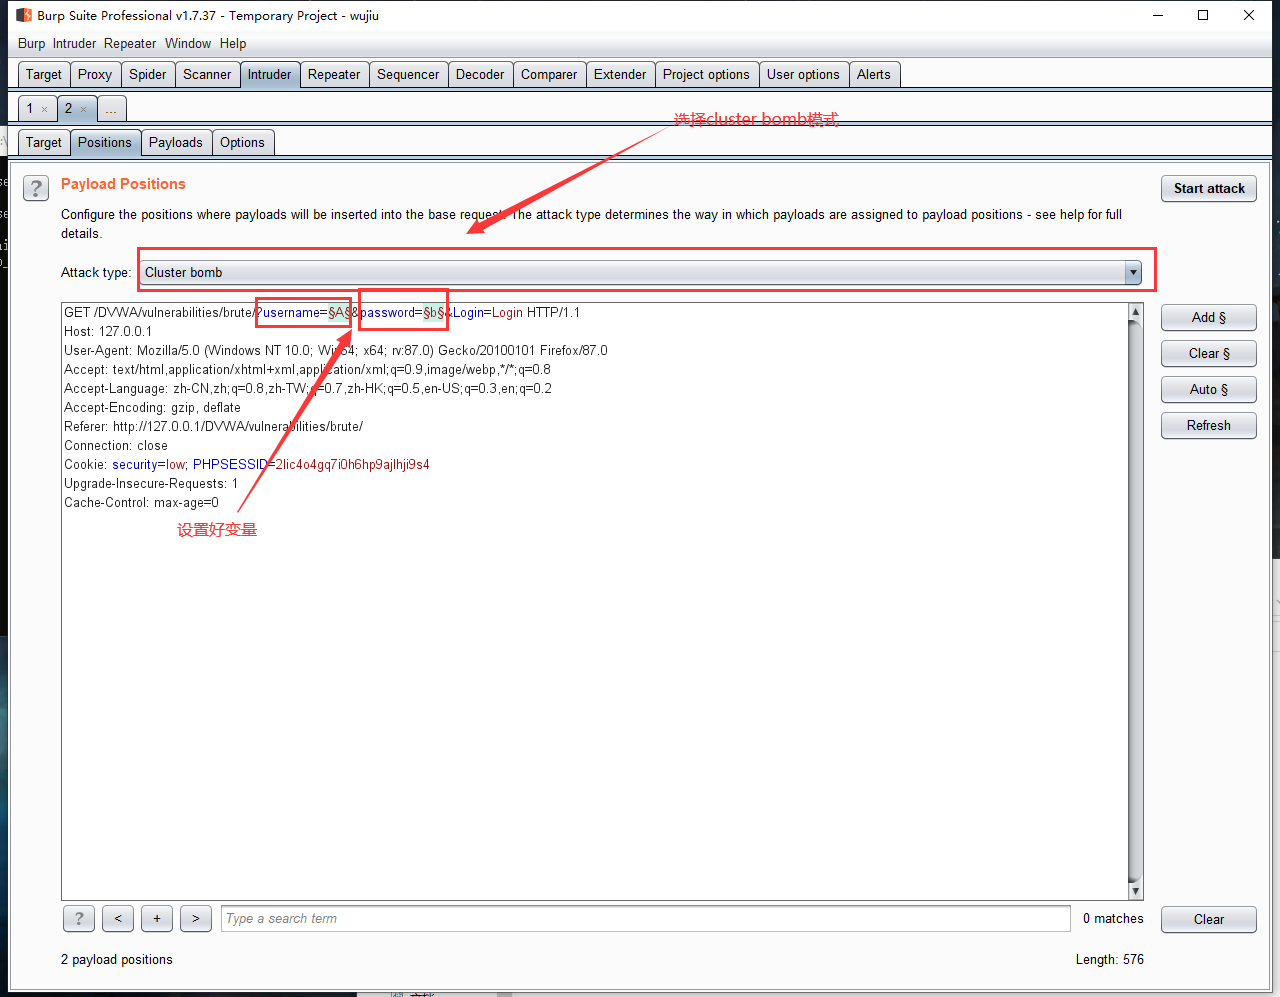 Burp Suite Professional v1.7.37 - Temporary Project - wujiu
Burp Intruder Repeater Window Help
Target Proxy Spider Scanner Intruder Repeater Sequencer Decoder Comparer Extender Project options User options Alerts
1 × 2 × ...
选择cluster bomb模式
Target Positions Payloads Options
? Payload Positions
Start attack
Configure the positions where payloads will be inserted into the base request. The attack type determines the way in which payloads are assigned to payload positions - see help for full
details.
Attack type: Cluster bomb
GET /DVWA/vulnerabilities/brute/?username=§A§&password=§b§&Login=Login HTTP/1.1
Host: 127.0.0.1
User-Agent: Mozilla/5.0 (Windows NT 10.0; Win64; x64; rv:87.0) Gecko/20100101 Firefox/87.0
Accept: text/html,application/xhtml+xml,application/xml;q=0.9,image/webp,*/*;q=0.8
Accept-Language: zh-CN,zh;q=0.8,zh-TW;q=0.7,zh-HK;q=0.5,en-US;q=0.3,en;q=0.2
Accept-Encoding: gzip, deflate
Referer: http://127.0.0.1/DVWA/vulnerabilities/brute/
Connection: close
Cookie: security=low; PHPSESSID=2lic4o4gq7i0h6hp9ajlhji9s4
Upgrade-Insecure-Requests: 1
Cache-Control: max-age=0
设置好变量
Add §
Clear §
Auto §
Refresh
? < + > Type a search term 0 matches Clear
2 payload positions Length: 576